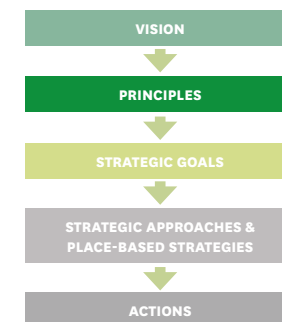 VISION
PRINCIPLES
STRATEGIC GOALS
STRATEGIC APPROACHES &
PLACE-BASED STRATEGIES
ACTIONS